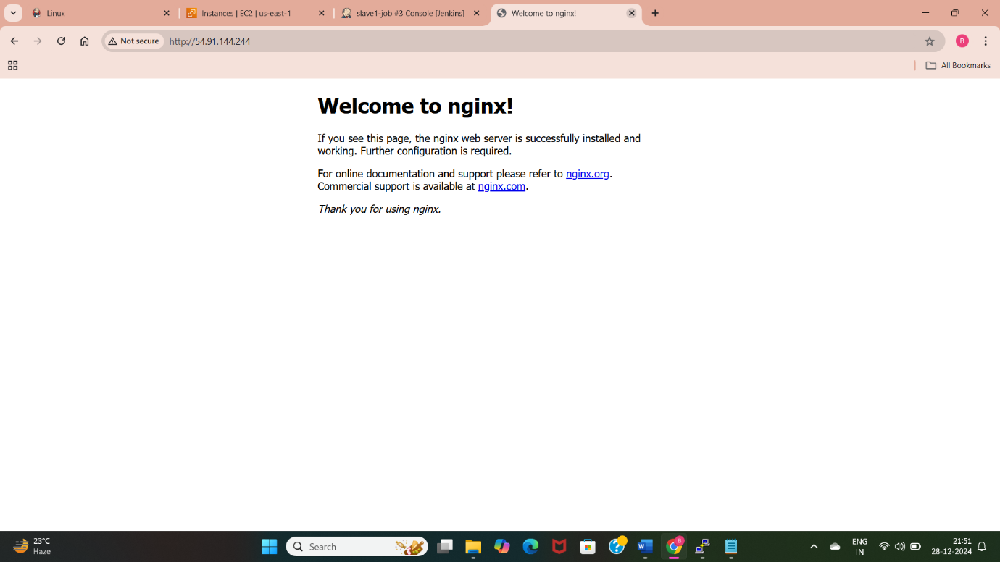 Linux
Instances | EC2 | us-east-1
slave1-job #3 Console [Jenkins]
Welcome to nginx!
Not secure
http://54.91.144.244
B
All Bookmarks
Welcome to nginx!
If you see this page, the nginx web server is successfully installed and
working. Further configuration is required.
For online documentation and support please refer to nginx.org.
Commercial support is available at nginx.com.
Thank you for using nginx.
23°C
Haze
Search
W
B
ENG
IN
21:51
28-12-2024